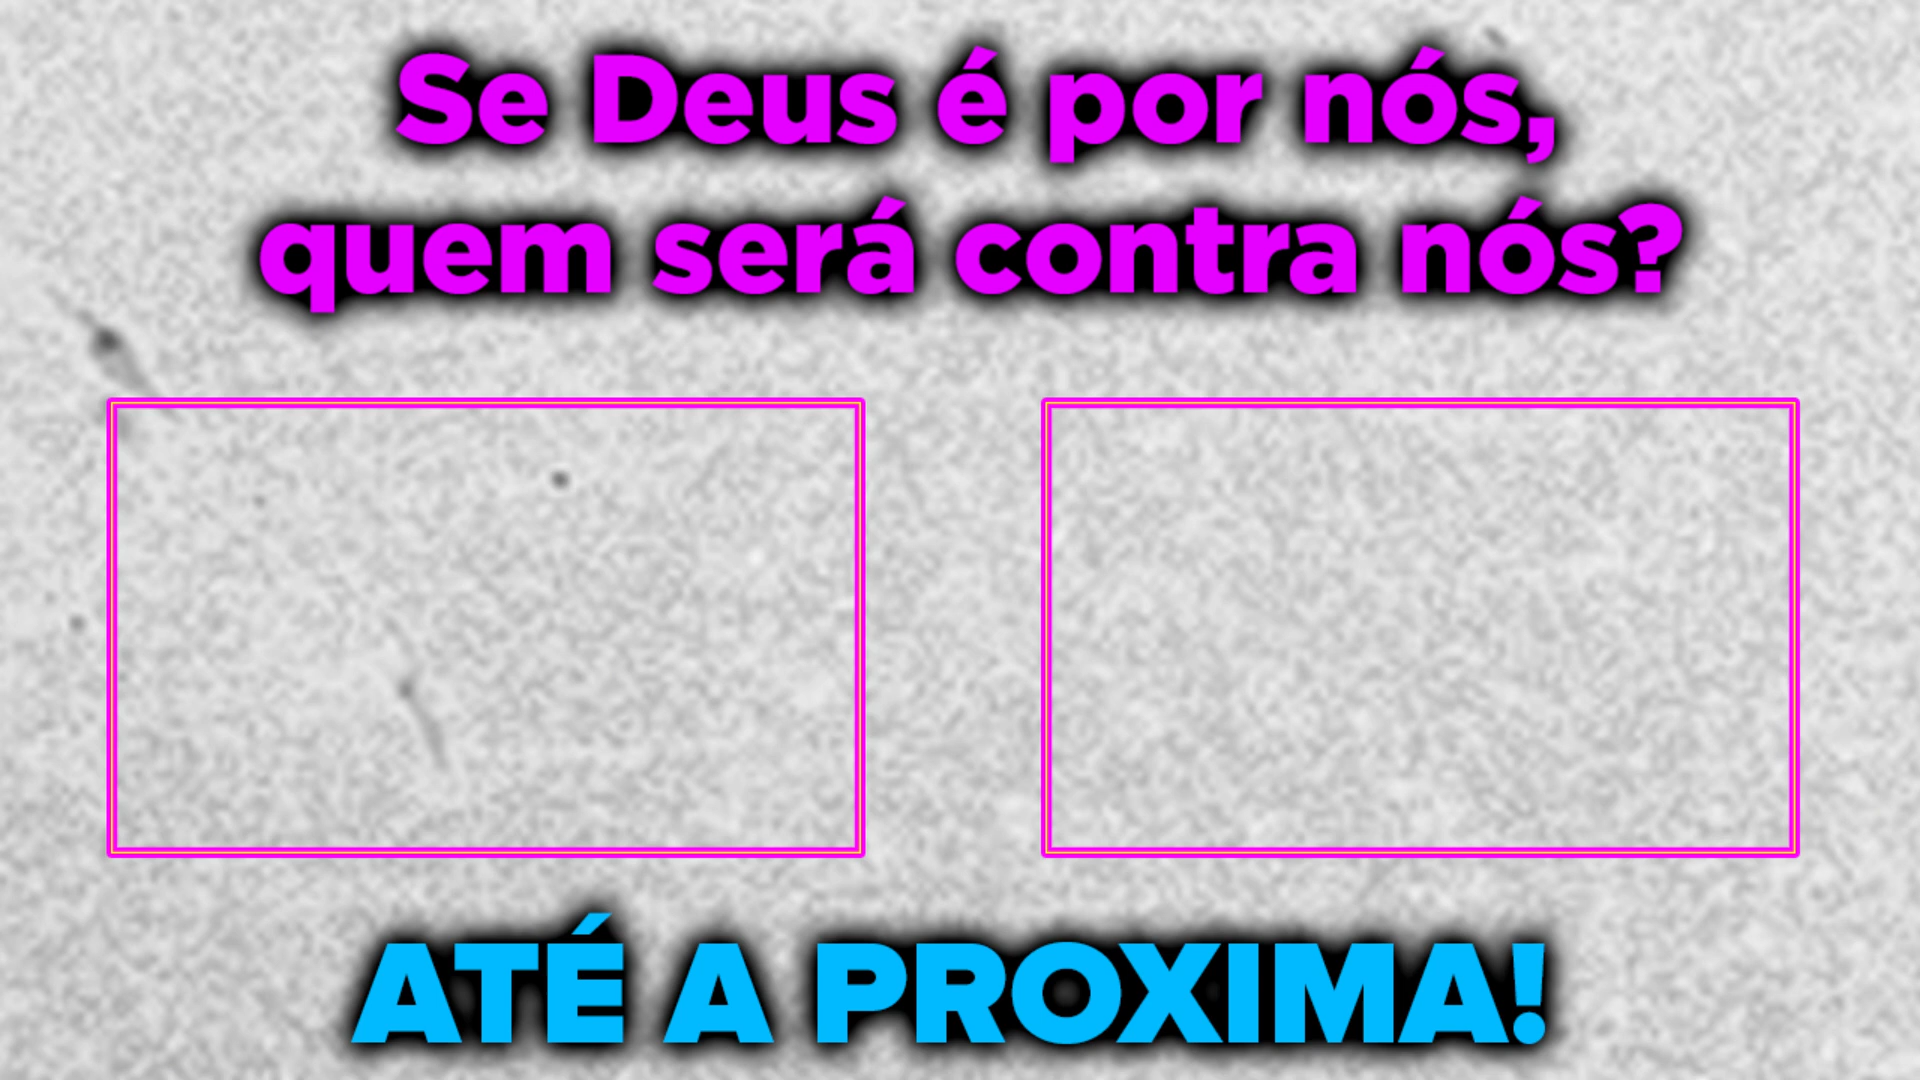 Se Deus é por nós,
quem será contra nós?
ATÉ A PROXIMA!